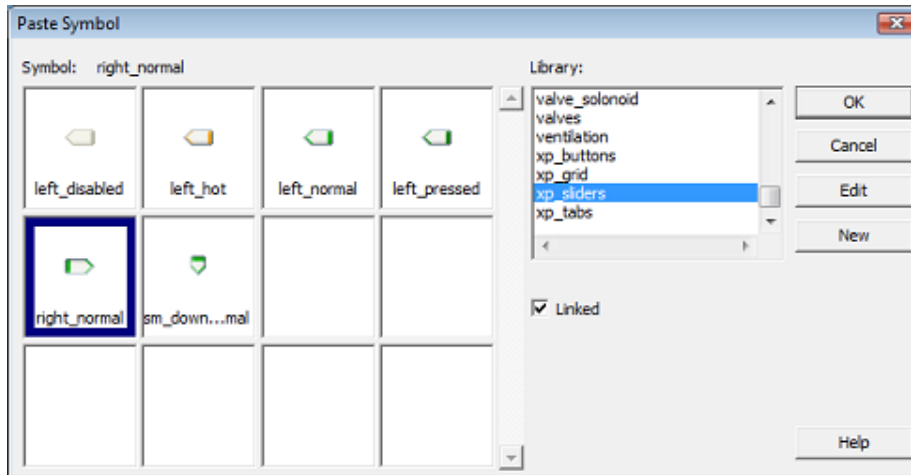 Paste Symbol
Symbol: right_normal
Library:
left_disabled
left_hot
left_normal
left_pressed
right_normal
sm_down...mal
valve_solonoid
valves
ventilation
xp_buttons
xp_grid
xp_sliders
xp_tabs
Linked
OK
Cancel
Edit
New
Help